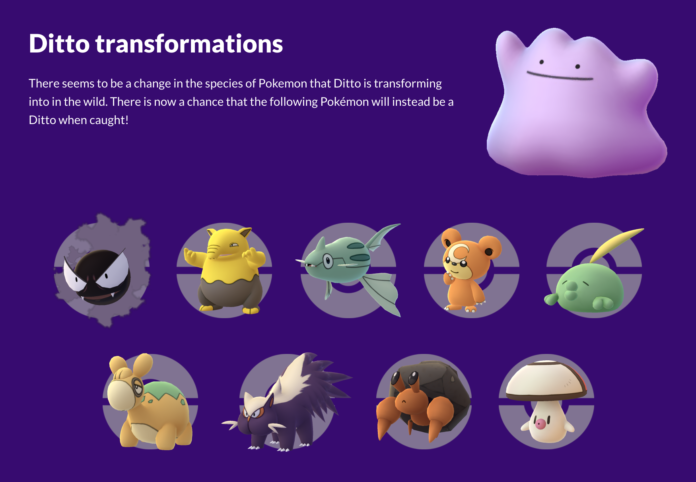 Ditto transformations
There seems to be a change in the species of Pokemon that Ditto is transforming
into in the wild. There is now a chance that the following Pokémon will instead be a
Ditto when caught!